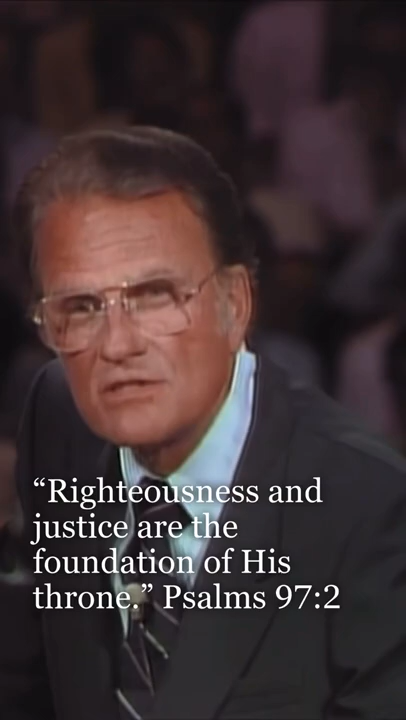 “Righteousness and
justice are the
foundation of His
throne.” Psalms 97:2